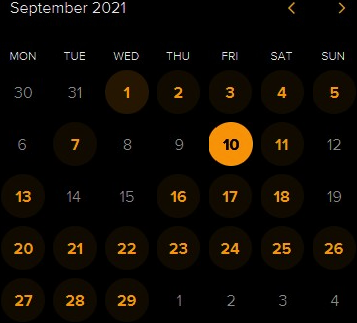 September 2021
MON TUE WED THU FRI SAT SUN
30 31 1 2 3 4 5
6 7 8 9 10 11 12
13 14 15 16 17 18 19
20 21 22 23 24 25 26
27 28 29 1 2 3 4